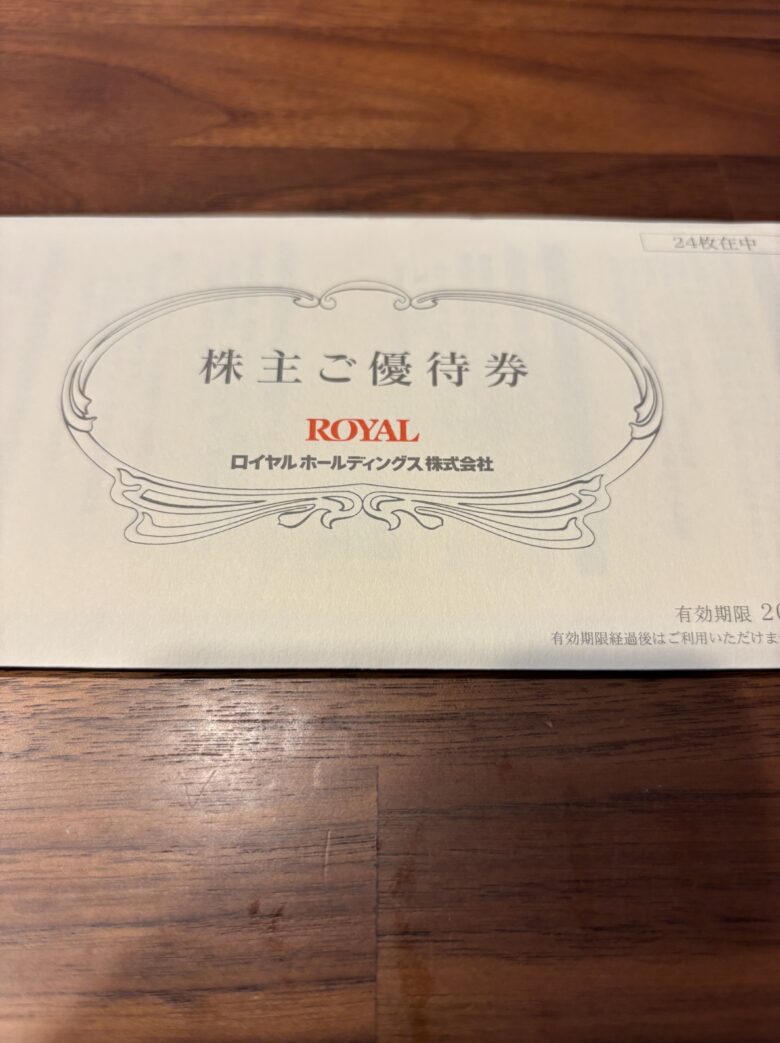 24枚在中
株主ご優待券
ROYAL
ロイヤルホールディングス株式会社
有効期限 20
有効期限経過後はご利用いただけま